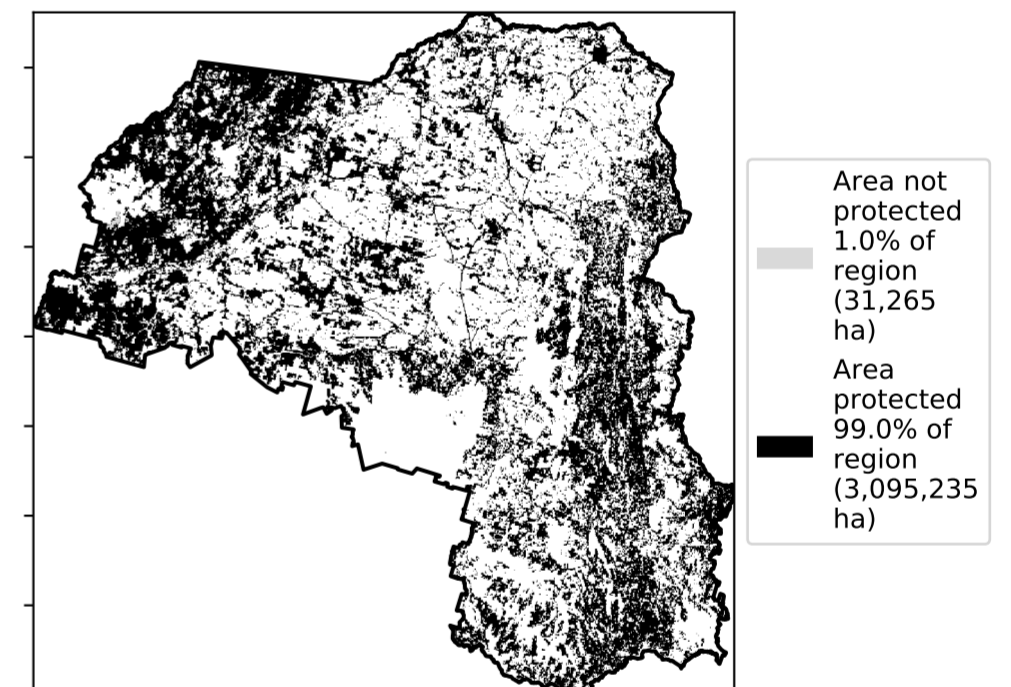 Area not
protected
1.0% of
region
(31,265
ha)
Area
protected
99.0% of
region
(3,095,235
ha)